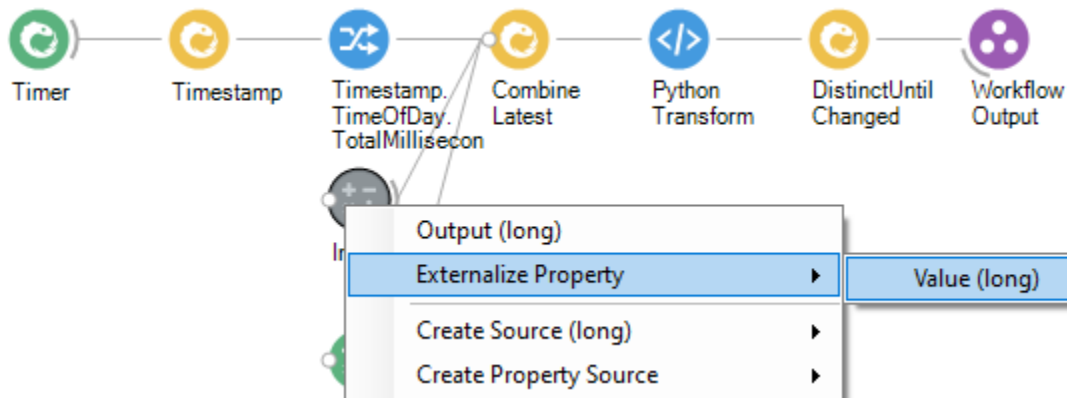 Timer
Timestamp
Timestamp.
TimeOfDay.
TotalMillisecon
Combine
Latest
Python
Transform
DistinctUntil
Changed
Workflow
Output
Output (long)
Externalize Property
Value (long)
Create Source (long)
Create Property Source